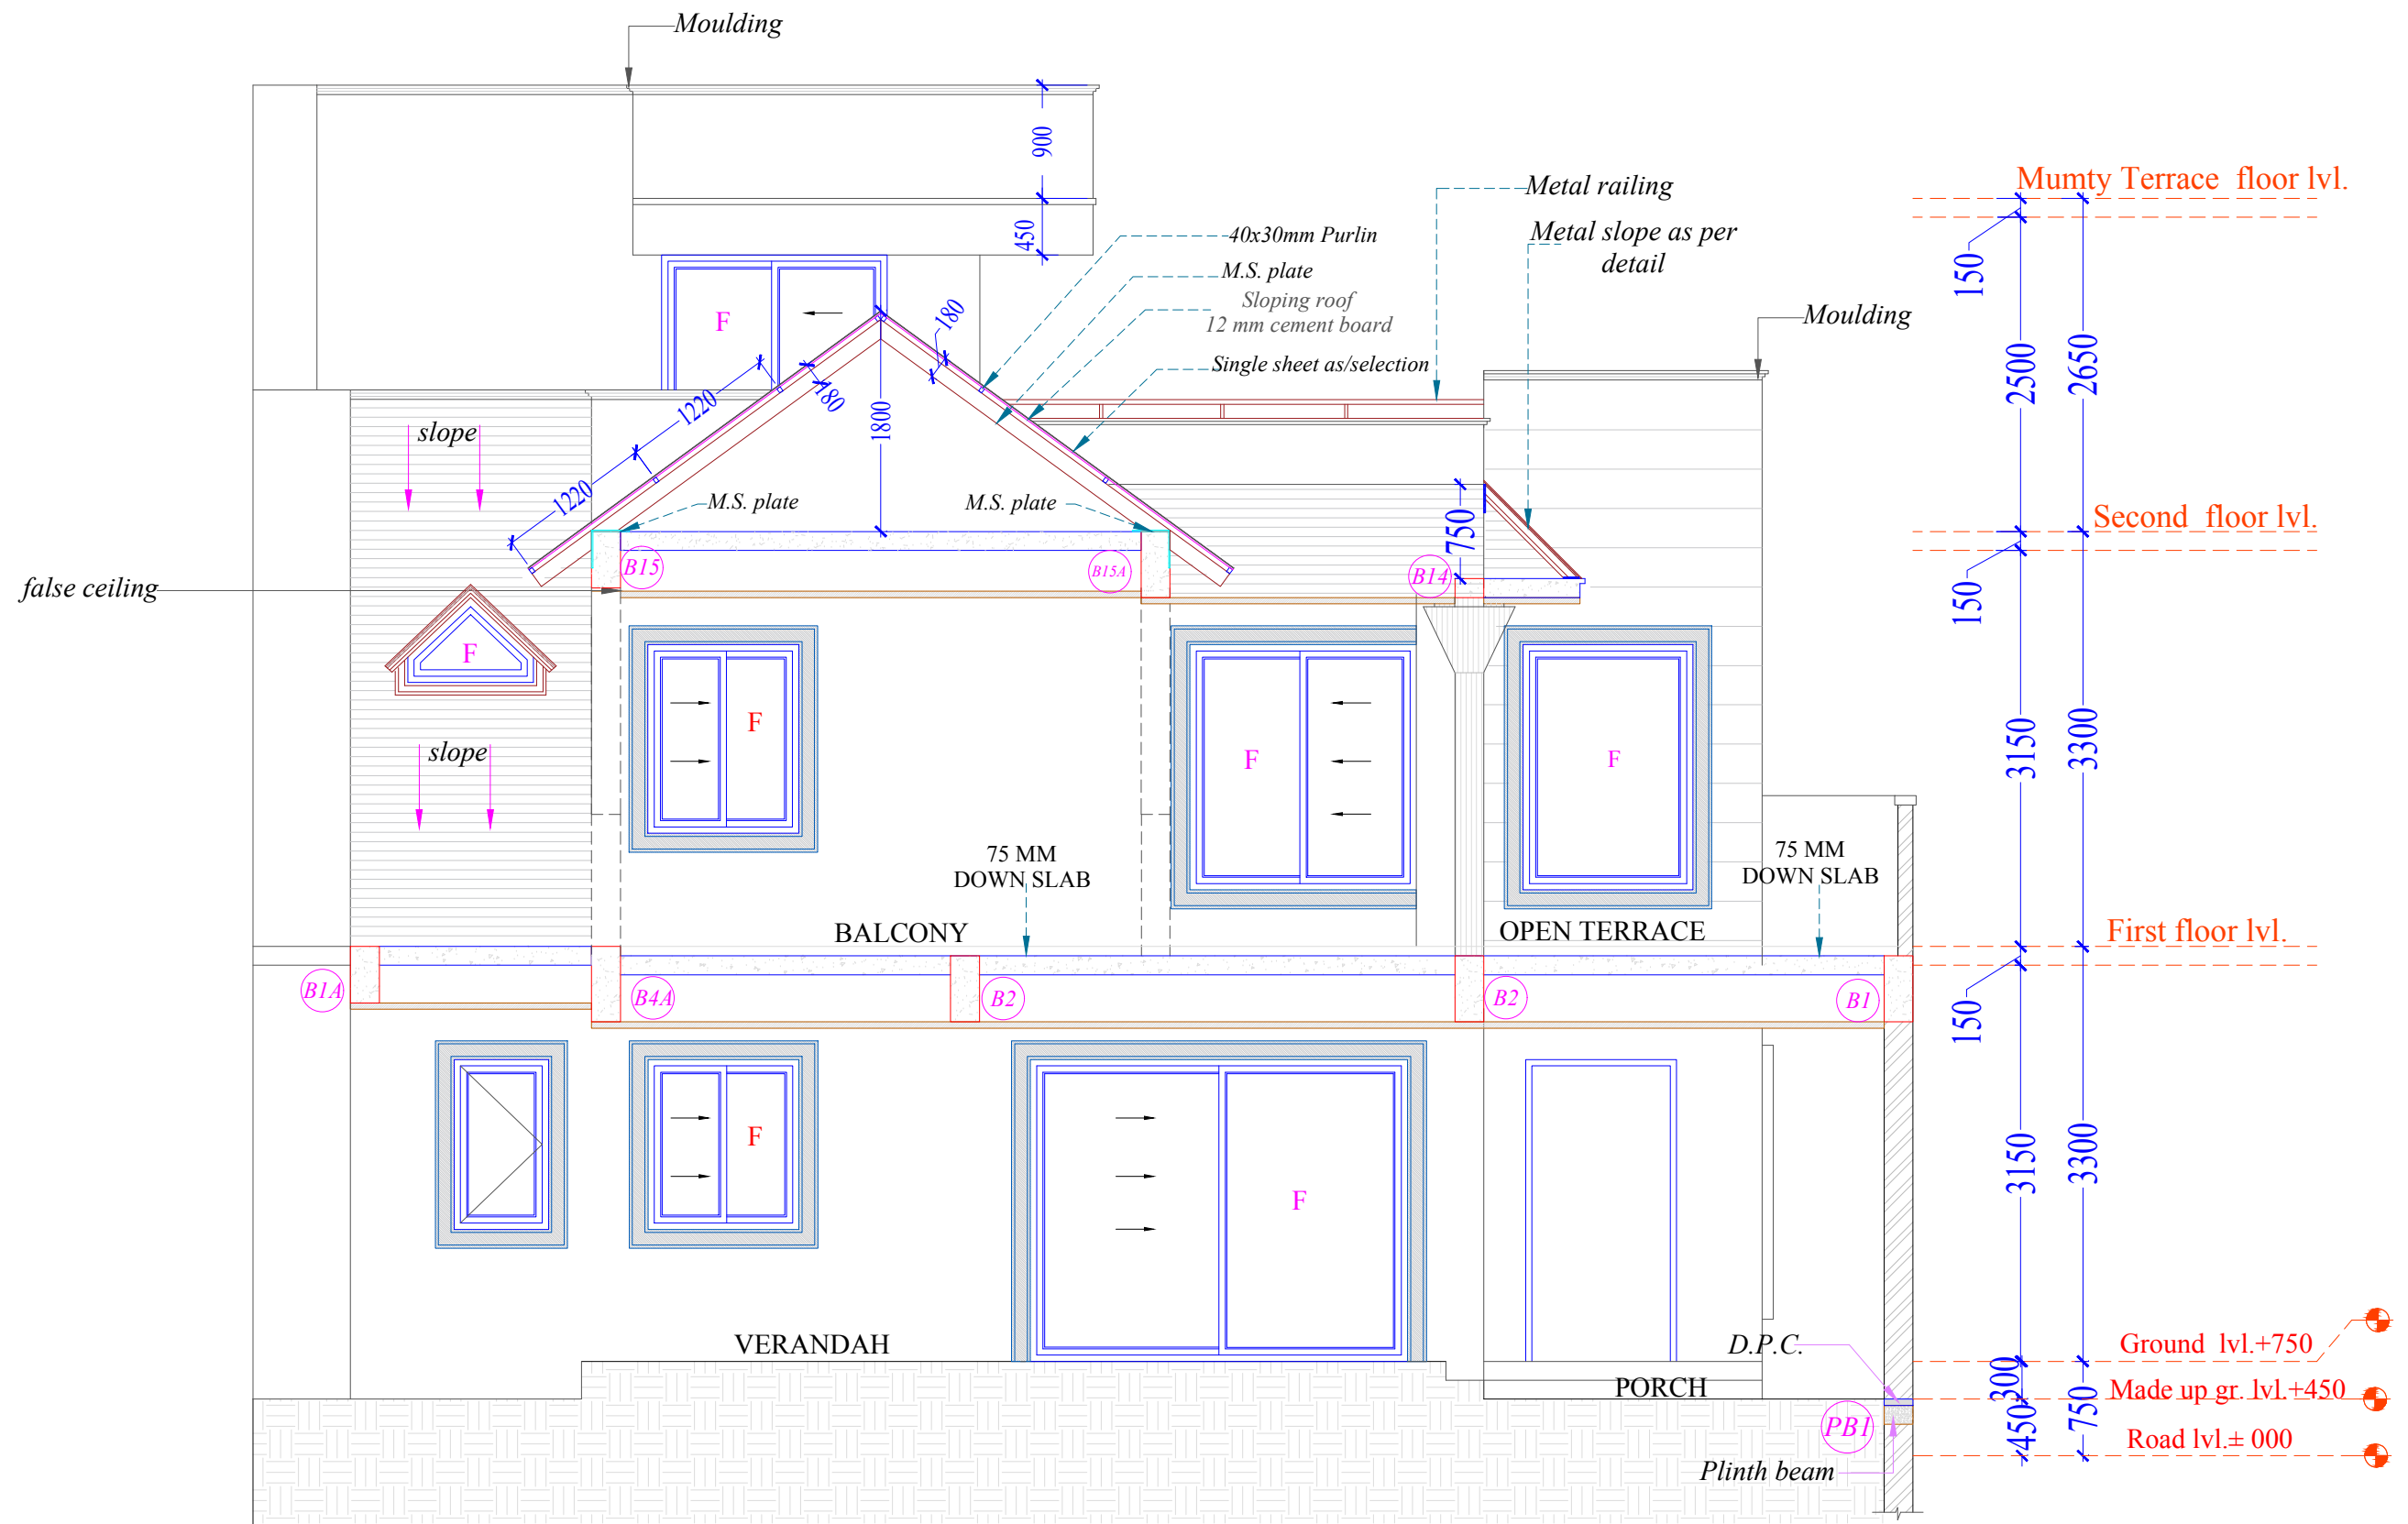 Moulding
900
450
Metal railing
Mumty Terrace floor lvl.
40x30mm Purlin
Metal slope as per
detail
M.S. plate
Sloping roof
12 mm cement board
Single sheet as/selection
Moulding
150
2500
2650
F
180
180
1220
1220
1800
slope
M.S. plate
M.S. plate
750
Second floor lvl.
B15
B15A
B14
false ceiling
150
F
F
F
F
slope
3150
3300
75 MM
DOWN SLAB
75 MM
DOWN SLAB
BALCONY
OPEN TERRACE
First floor lvl.
B1A
B4A
B2
B2
B1
150
F
F
3150
3300
VERANDAH
D.P.C.
Ground lvl.+750
PORCH
300
Made up gr. lvl.+450
PB1
450
750
Road lvl.± 000
Plinth beam